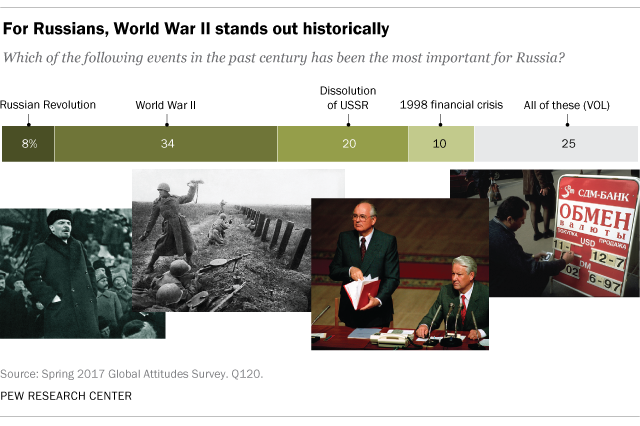 For Russians, World War II stands out historically
Which of the following events in the past century has been the most important for Russia?
Russian Revolution
World War II
Dissolution
of USSR
1998 financial crisis
All of these (VOL)
8%
34
20
10
25
СДМ-БАНК
ОБМЕН
ВАЛЮТЫ
ПОКУПКА
ПРОДАЖА
USD
11-
12-7
DM
02
6-97
Source: Spring 2017 Global Attitudes Survey. Q120.
PEW RESEARCH CENTER